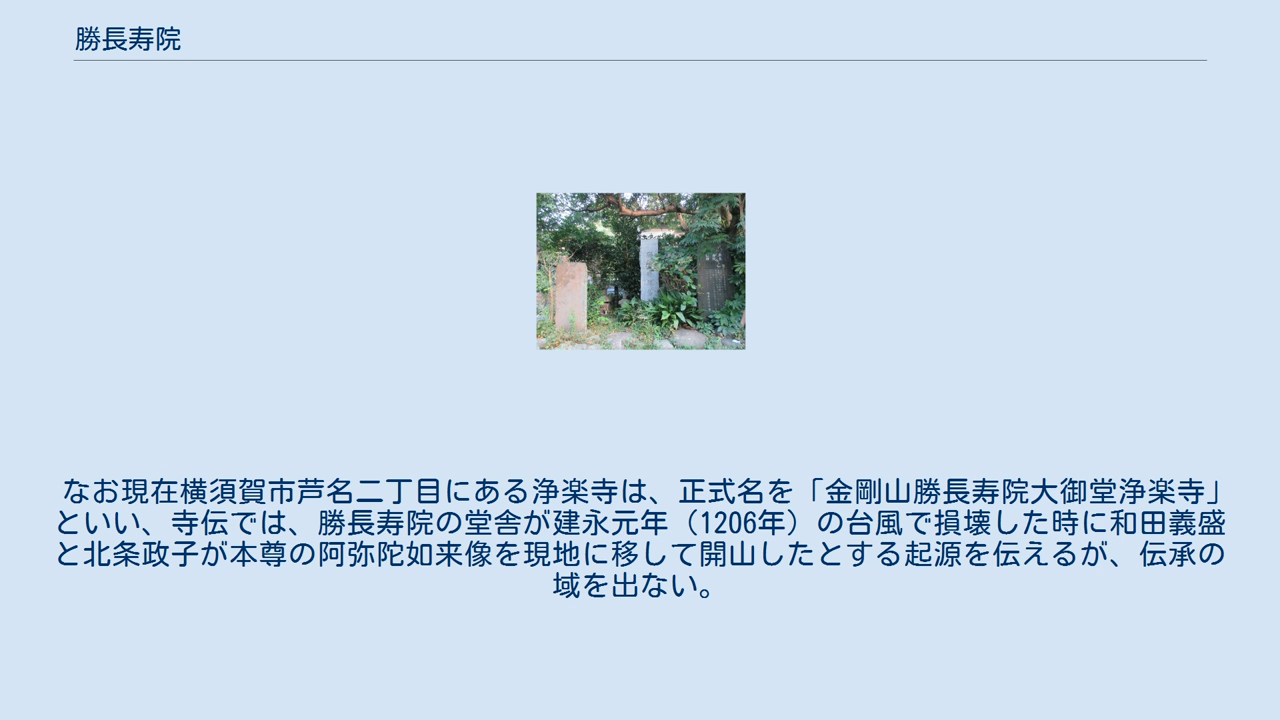 勝長寿院
なお現在横須賀市芦名二丁目にある浄楽寺は、正式名を「金剛山勝長寿院大御堂浄楽寺」
といい、寺伝では、勝長寿院の堂舎が建永元年（1206年）の台風で損壊した時に和田義盛
と北条政子が本尊の阿弥陀如来像を現地に移して開山したとする起源を伝えるが、伝承の
域を出ない。